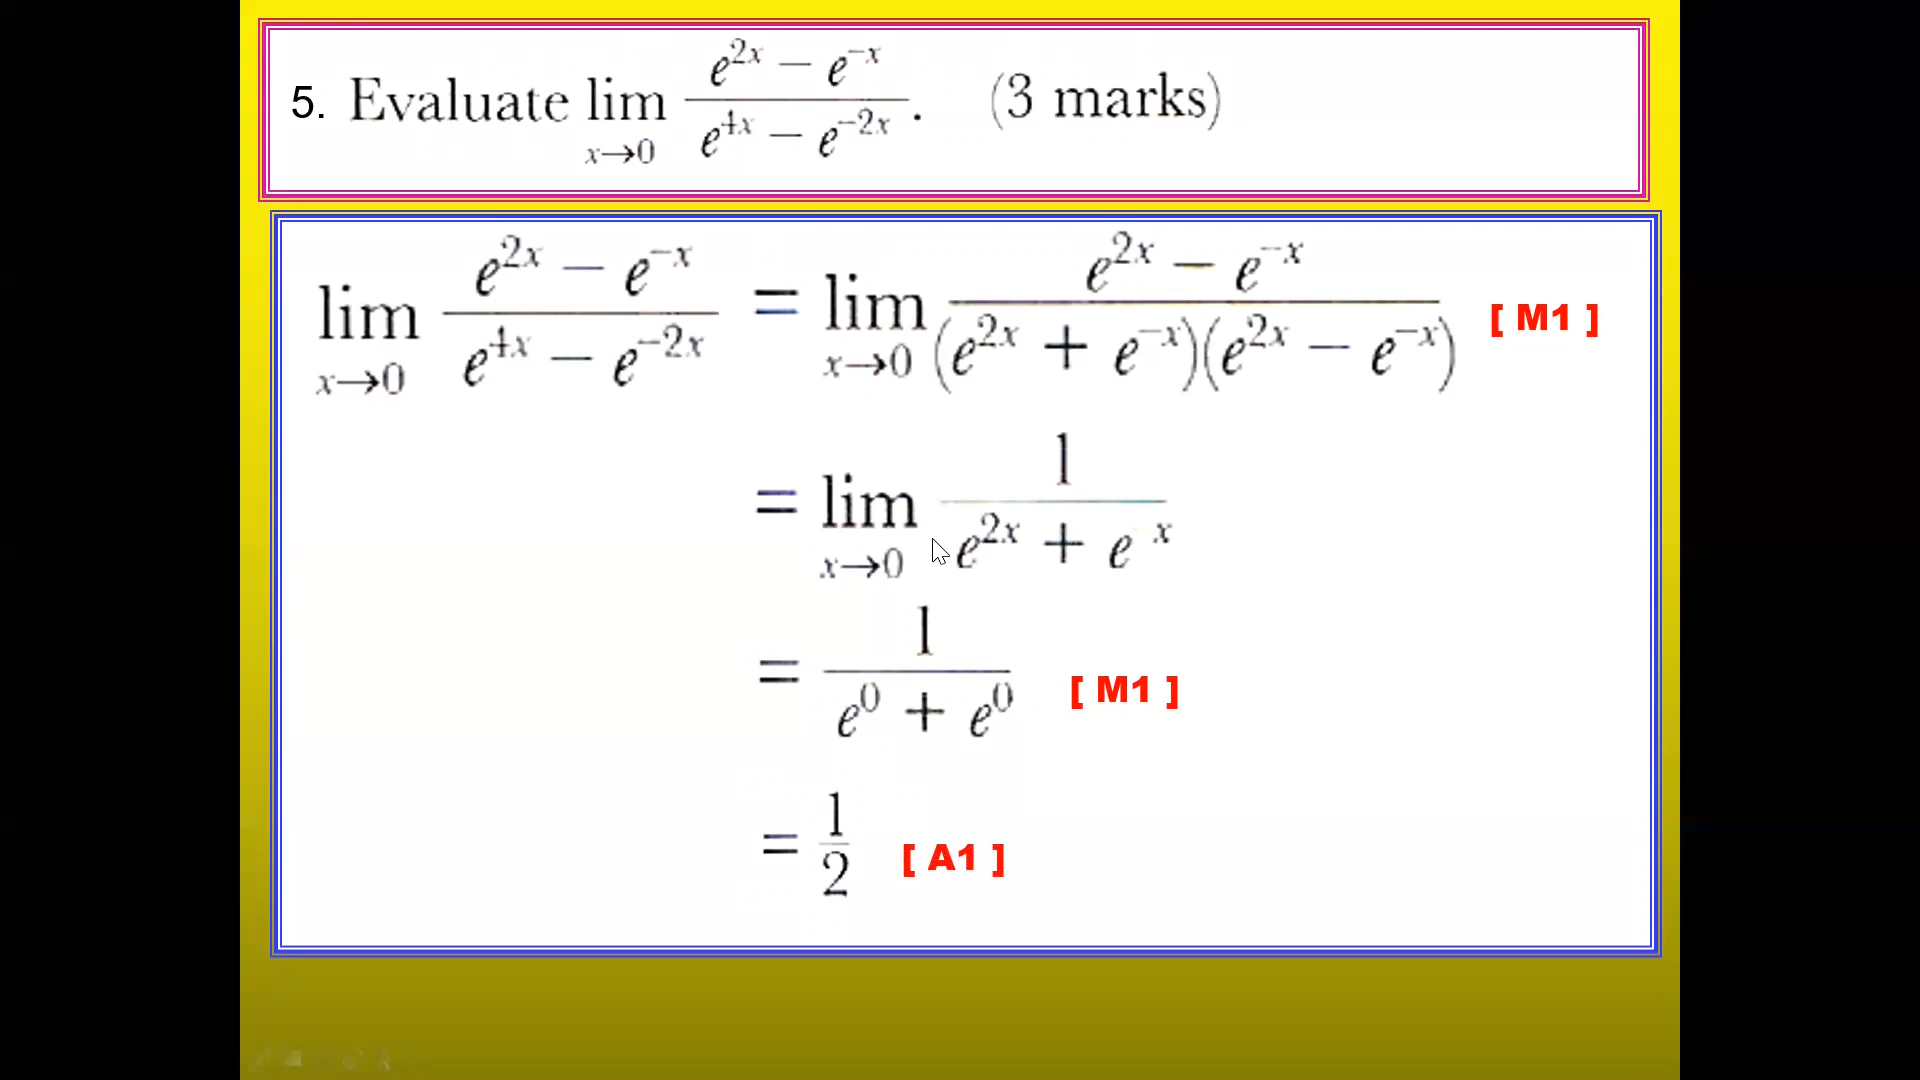 5. Evaluate lim x→0 (e^{2x} − e^{−x}) / (e^{4x} − e^{−2x}). (3 marks)
lim x→0 (e^{2x} − e^{−x}) / (e^{4x} − e^{−2x}) = lim x→0 (e^{2x} − e^{−x}) / ((e^{2x} + e^{−x})(e^{2x} − e^{−x})) [ M1 ]
= lim x→0 1 / (e^{2x} + e^{x})
= 1 / (e^{0} + e^{0}) [ M1 ]
= 1/2 [ A1 ]